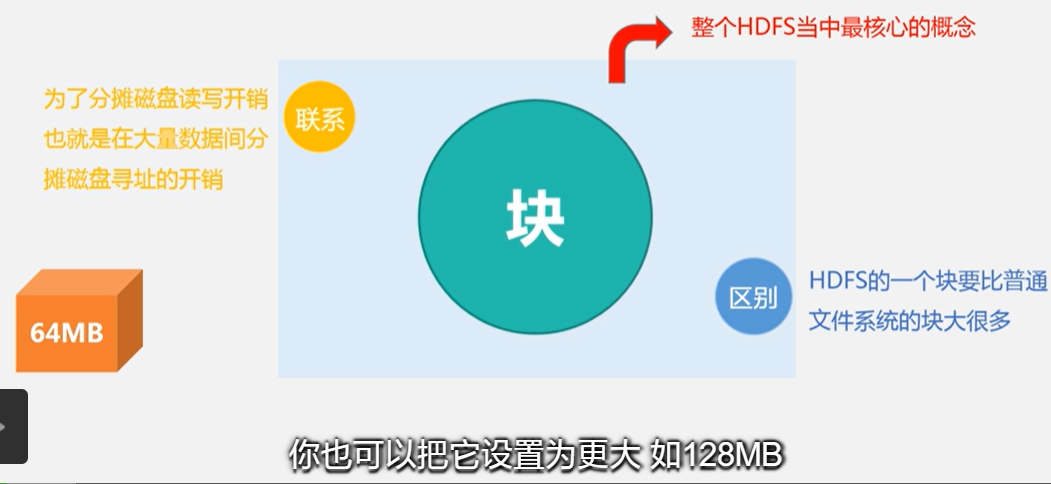 整个HDFS当中最核心的概念
为了分摊磁盘读写开销
也就是在大量数据间分
摊磁盘寻址的开销
联系
块
区别
HDFS的一个块要比普通
文件系统的块大很多
64MB
你也可以把它设置为更大 如128MB